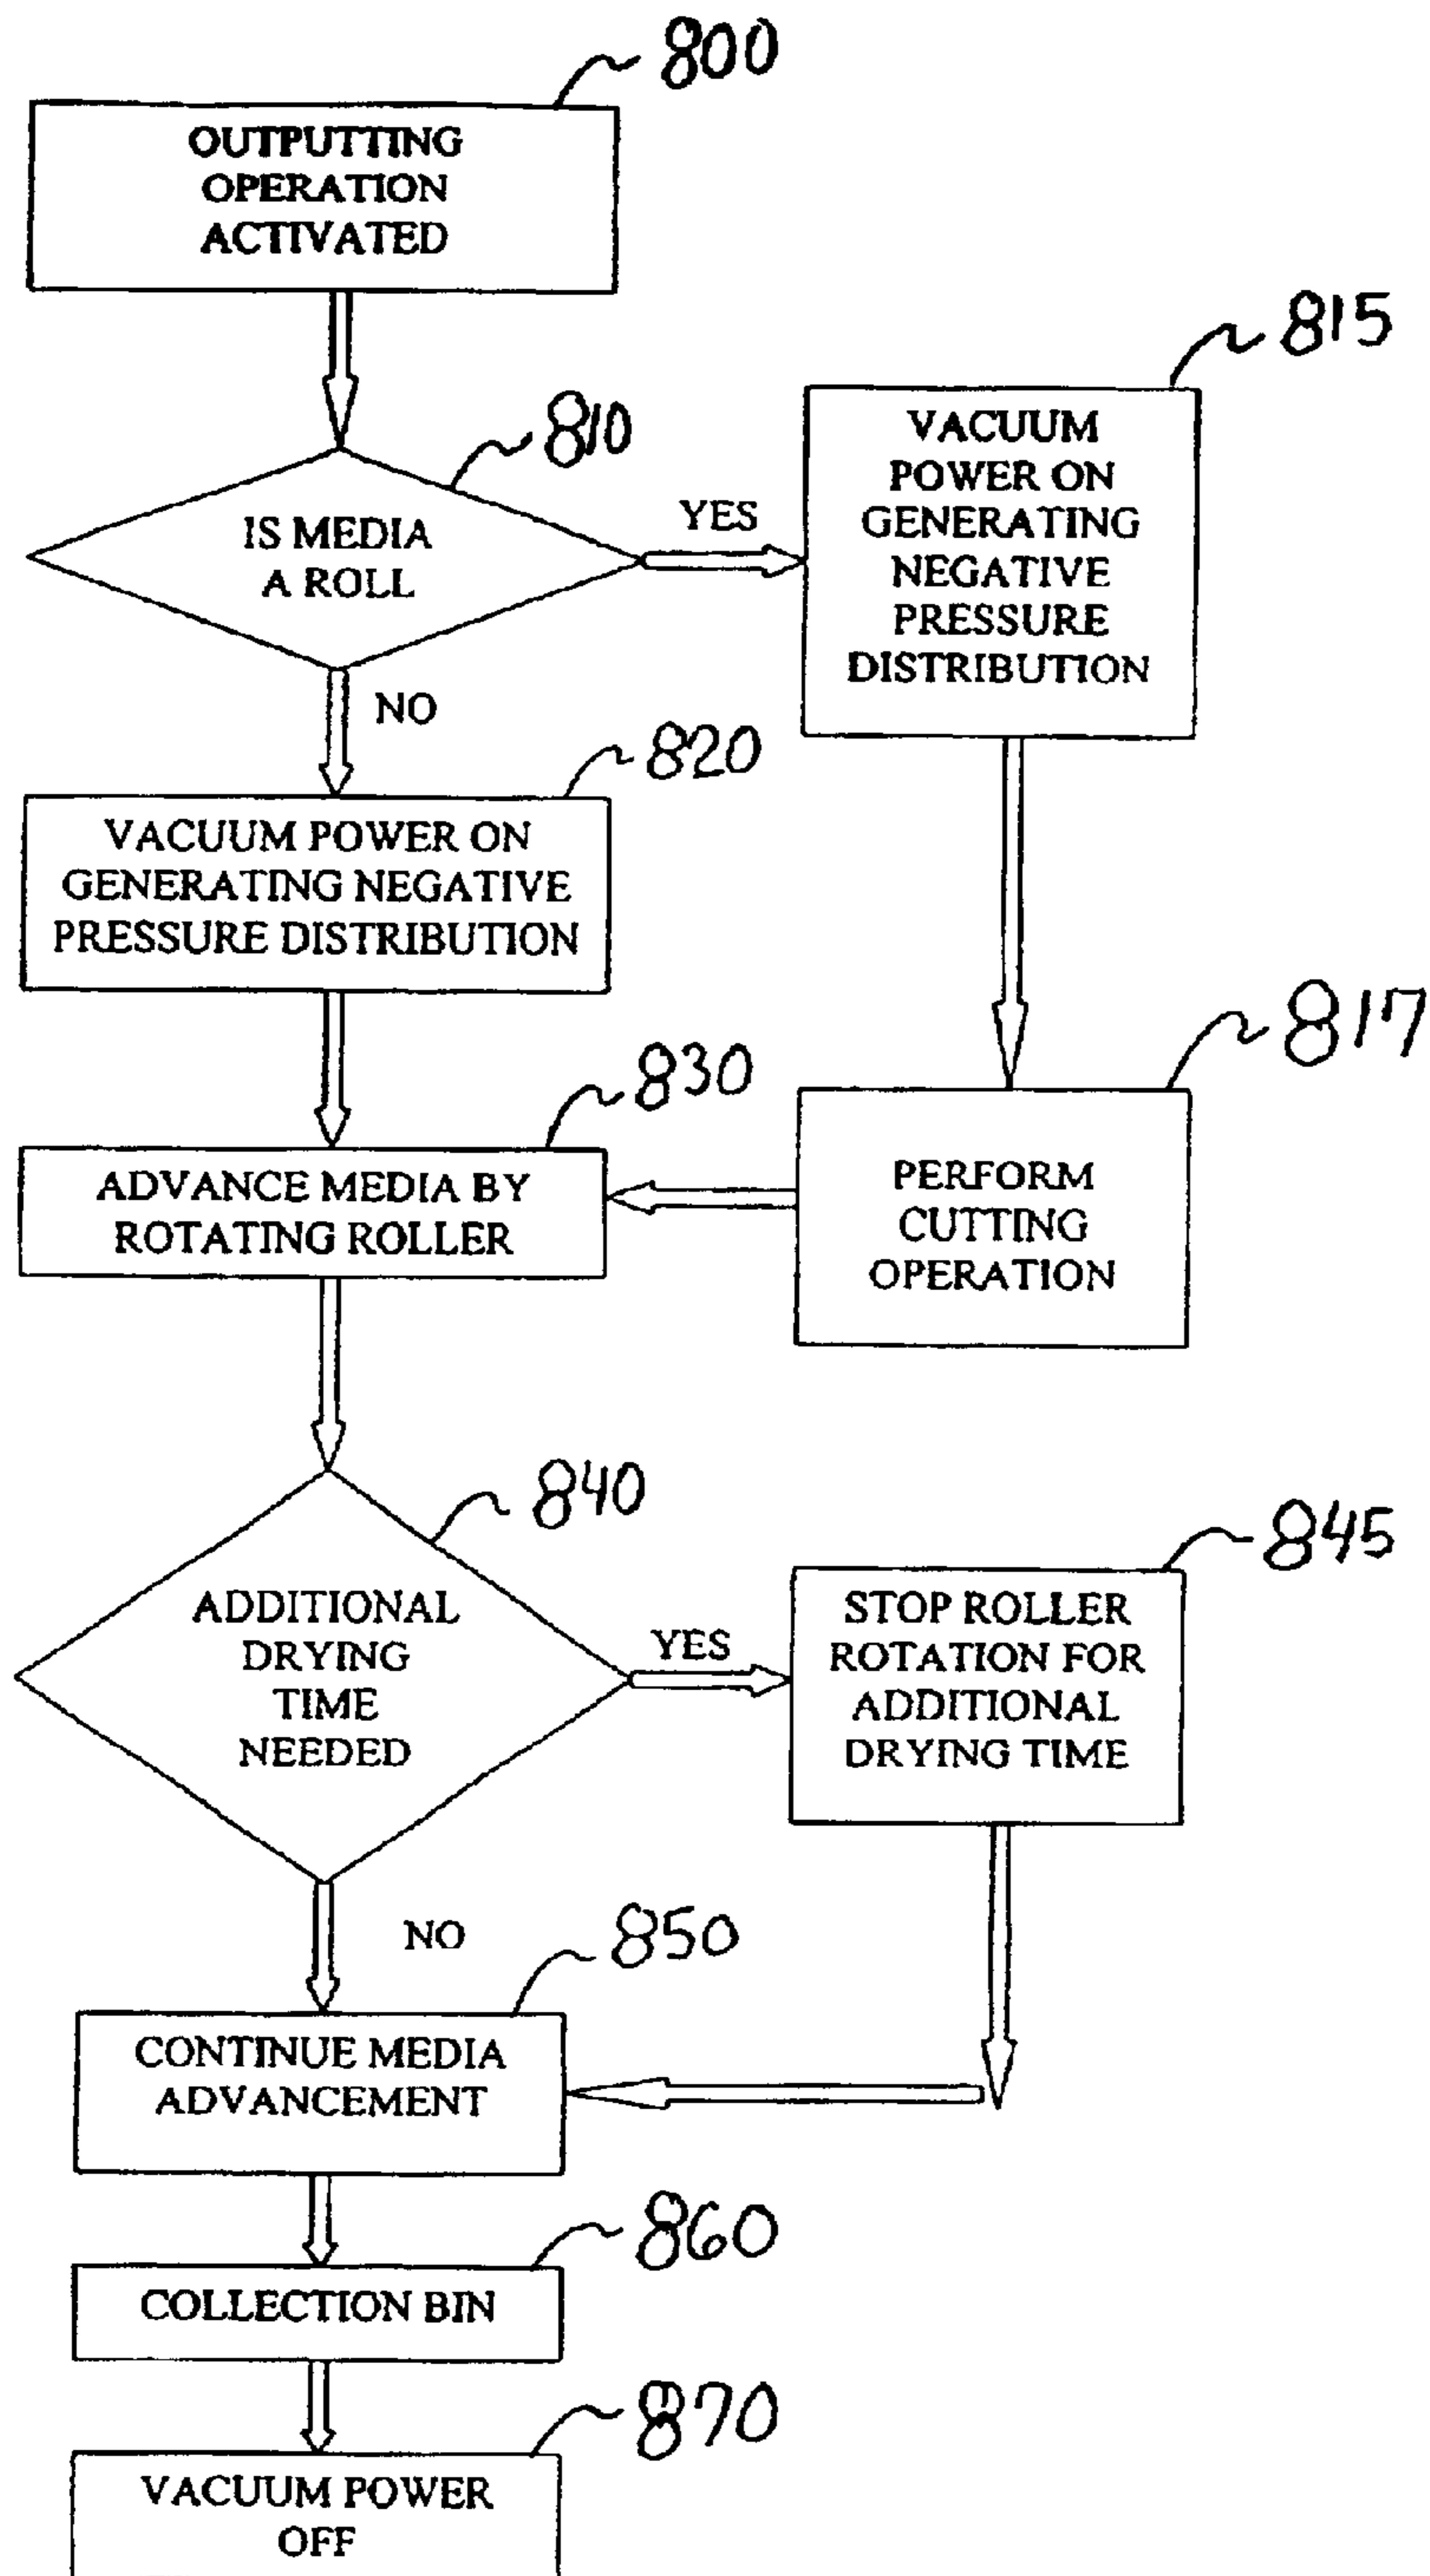 800
OUTPUTTING
OPERATION
ACTIVATED
810
IS MEDIA
A ROLL
YES
815
VACUUM
POWER ON
GENERATING
NEGATIVE
PRESSURE
DISTRIBUTION
NO
820
VACUUM POWER ON
GENERATING NEGATIVE
PRESSURE DISTRIBUTION
817
PERFORM
CUTTING
OPERATION
830
ADVANCE MEDIA BY
ROTATING ROLLER
840
ADDITIONAL
DRYING
TIME
NEEDED
YES
845
STOP ROLLER
ROTATION FOR
ADDITIONAL
DRYING TIME
NO
850
CONTINUE MEDIA
ADVANCEMENT
860
COLLECTION BIN
870
VACUUM POWER
OFF